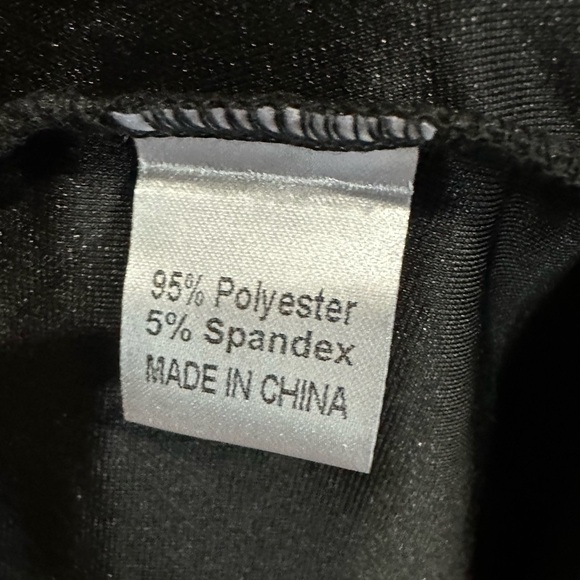 95% Polyester
5% Spandex
MADE IN CHINA